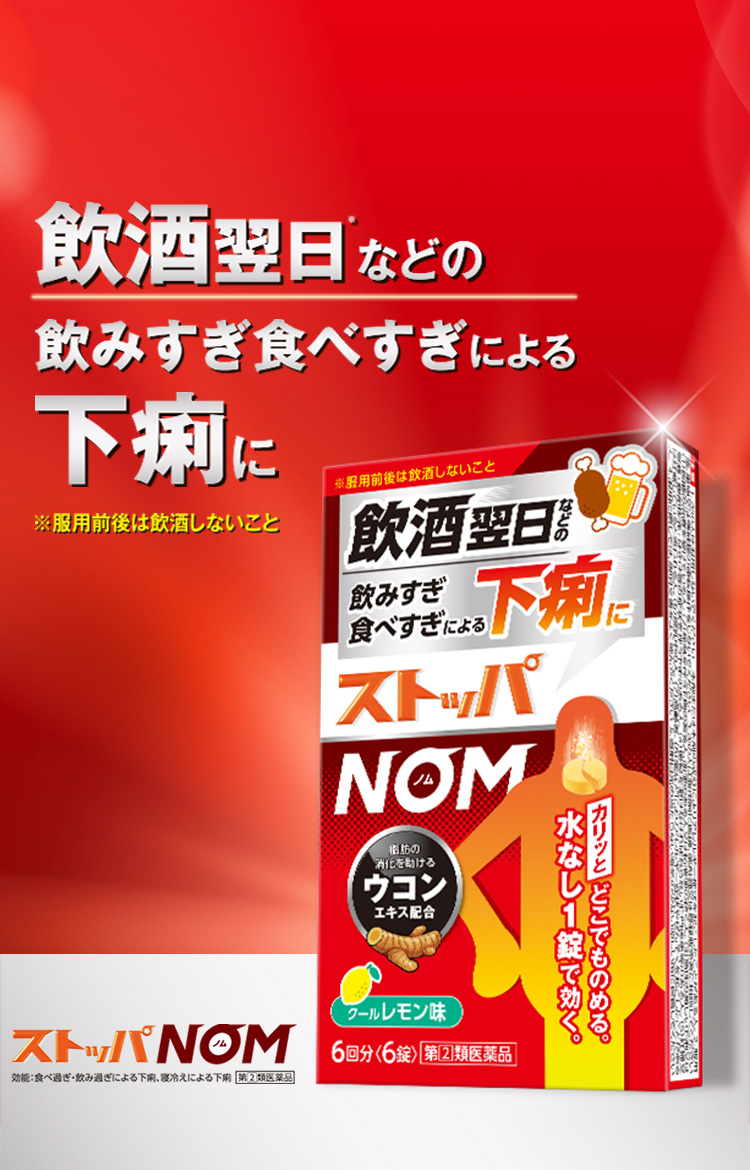 飲酒翌日※などの
飲みすぎ食べすぎによる
下痢に
※服用前後は飲酒しないこと
※服用前後は飲酒しないこと
飲酒翌日などの
飲みすぎ
食べすぎによる
下痢に
ストッパ
NOM
ノム
脂肪の
消化を助ける
ウコン
エキス配合
カリッと
どこでものめる。
水なし1錠で効く。
クールレモン味
6回分〈6錠〉 第②類医薬品
ストッパNOM
ノム
効能:食べ過ぎ・飲み過ぎによる下痢、寝冷えによる下痢 第②類医薬品